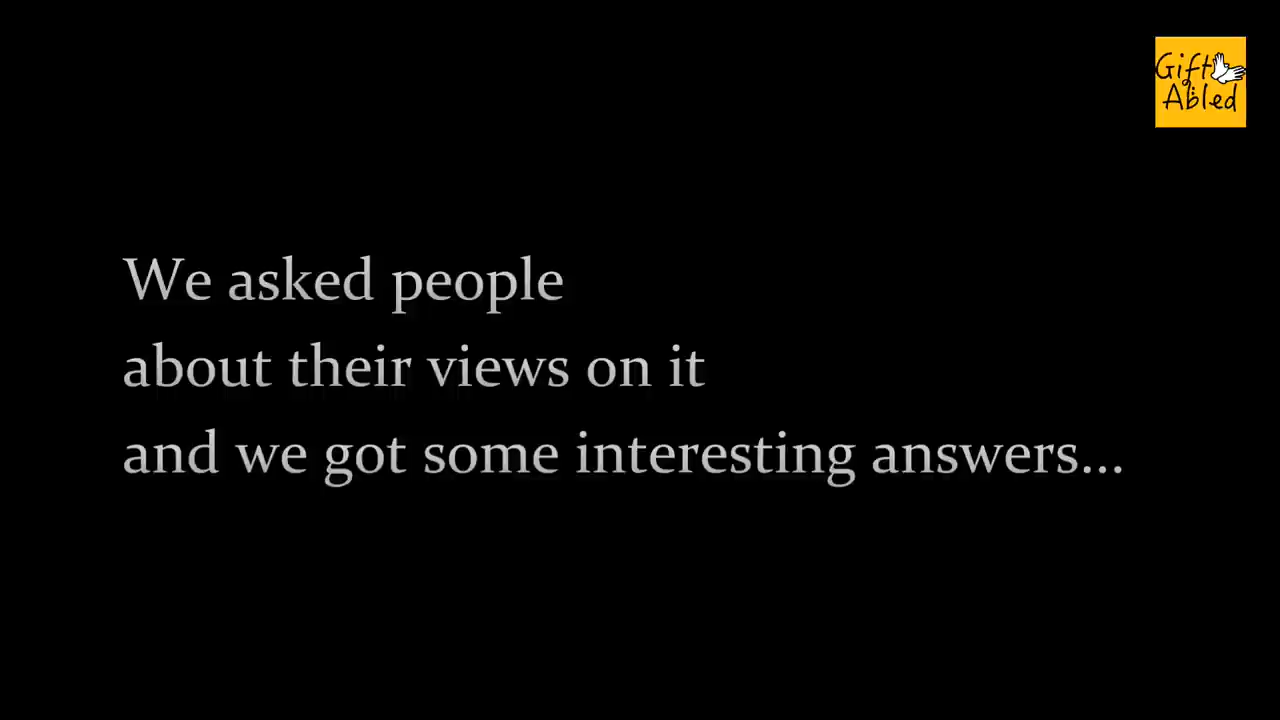 Gift
Abled
We asked people
about their views on it
and we got some interesting answers...